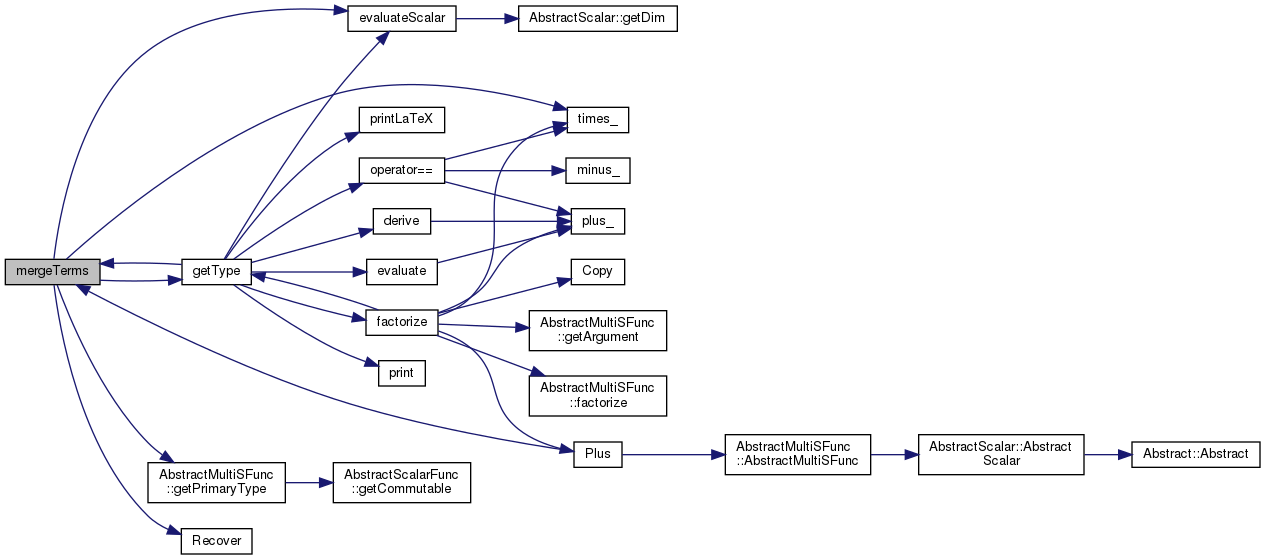 evaluateScalar
AbstractScalar::getDim
printLaTeX
times_
operator==
minus_
derive
plus_
mergeTerms
getType
evaluate
Copy
factorize
AbstractMultiSFunc
::getArgument
print
AbstractMultiSFunc
::factorize
Plus
AbstractMultiSFunc
::AbstractMultiSFunc
AbstractScalar::Abstract
Scalar
Abstract::Abstract
AbstractMultiSFunc
::getPrimaryType
AbstractScalarFunc
::getCommutable
Recover